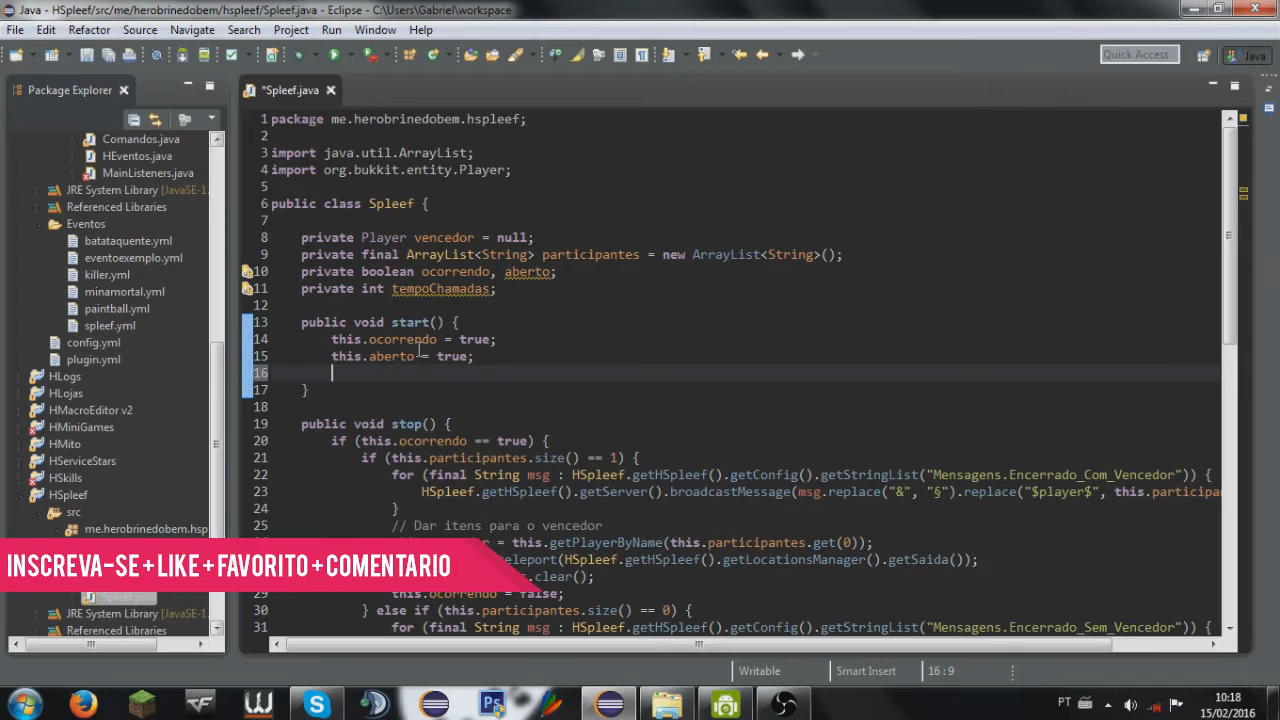 Java - HSpleef/src/me/herobrinedobem/hspleef/Spleef.java - Eclipse - C:\Users\Gabriel\workspace
File Edit Refactor Source Navigate Search Project Run Window Help
Quick Access
Java
Package Explorer
*Spleef.java
Comandos.java
HEventos.java
MainListeners.java
JRE System Library [JavaSE-1.
Referenced Libraries
Eventos
batataquente.yml
eventoexemplo.yml
killer.yml
minamortal.yml
paintball.yml
spleef.yml
config.yml
plugin.yml
HLogs
HLojas
HMacroEditor v2
HMiniGames
HMito
HServiceStars
HSkills
HSpleef
src
me.herobrinedobem.hsp
Spleef.java
JRE System Library [JavaSE-1.
Referenced Libraries
1 package me.herobrinedobem.hspleef;
2
3 import java.util.ArrayList;
4 import org.bukkit.entity.Player;
5
6 public class Spleef {
7
8 private Player vencedor = null;
9 private final ArrayList<String> participantes = new ArrayList<String>();
10 private boolean ocorrendo, aberto;
11 private int tempoChamadas;
12
13 public void start() {
14 this.ocorrendo = true;
15 this.aberto = true;
16
17 }
18
19 public void stop() {
20 if (this.ocorrendo == true) {
21 if (this.participantes.size() == 1) {
22 for (final String msg : HSpleef.getHSpleef().getConfig().getStringList("Mensagens.Encerrado_Com_Vencedor")) {
23 HSpleef.getHSpleef().getServer().broadcastMessage(msg.replace("&", "§").replace("$player$", this.participa
24 }
25 // Dar itens para o vencedor
= this.getPlayerByName(this.participantes.get(0));
eleport(HSpleef.getHSpleef().getLocationsManager().getSaida());
s.clear();
29 this.ocorrendo = false;
30 } else if (this.participantes.size() == 0) {
31 for (final String msg : HSpleef.getHSpleef().getConfig().getStringList("Mensagens.Encerrado_Sem_Vencedor")) {
INSCREVA-SE + LIKE + FAVORITO + COMENTARIO
Writable
Smart Insert
16:9
PT
10:18
15/02/2016